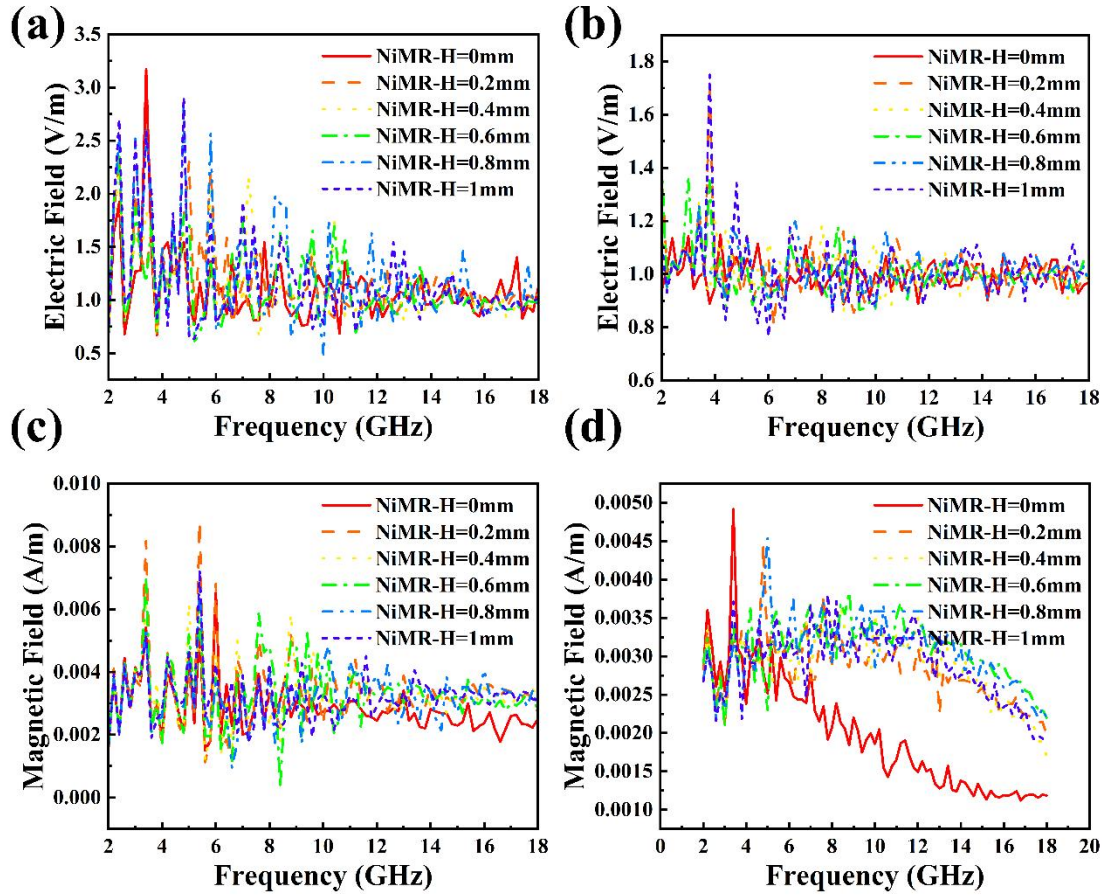 (a)
3.5
3.0
2.5
2.0
1.5
1.0
0.5
Electric Field (V/m)
NiMR-H=0mm
NiMR-H=0.2mm
NiMR-H=0.4mm
NiMR-H=0.6mm
NiMR-H=0.8mm
NiMR-H=1mm
2 4 6 8 10 12 14 16 18
Frequency (GHz)
(b)
1.8
1.6
1.4
1.2
1.0
0.8
0.6
Electric Field (V/m)
NiMR-H=0mm
NiMR-H=0.2mm
NiMR-H=0.4mm
NiMR-H=0.6mm
NiMR-H=0.8mm
NiMR-H=1mm
2 4 6 8 10 12 14 16 18
Frequency (GHz)
(c)
0.010
0.008
0.006
0.004
0.002
0.000
Magnetic Field (A/m)
NiMR-H=0mm
NiMR-H=0.2mm
NiMR-H=0.4mm
NiMR-H=0.6mm
NiMR-H=0.8mm
NiMR-H=1mm
2 4 6 8 10 12 14 16 18
Frequency (GHz)
(d)
0.0050
0.0045
0.0040
0.0035
0.0030
0.0025
0.0020
0.0015
0.0010
Magnetic Field (A/m)
NiMR-H=0mm
NiMR-H=0.2mm
NiMR-H=0.4mm
NiMR-H=0.6mm
NiMR-H=0.8mm
NiMR-H=1mm
0 2 4 6 8 10 12 14 16 18 20
Frequency (GHz)